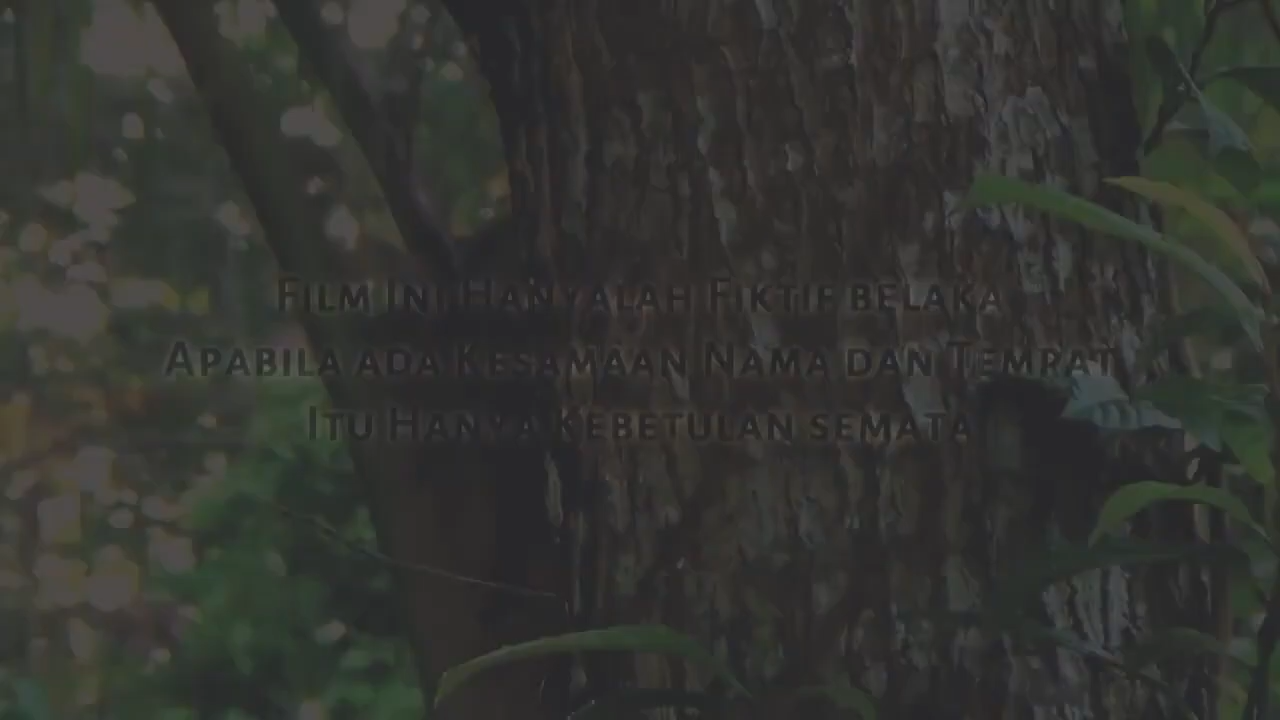 Film Ini Hanyalah Fiktif belaka
Apabila ada Kesamaan Nama dan Tempat
Itu Hanya Kebetulan semata